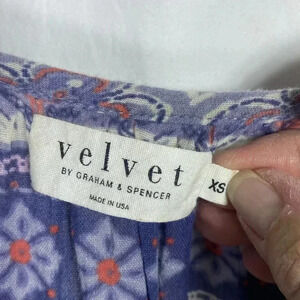 velvet
BY GRAHAM & SPENCER
MADE IN USA
XS